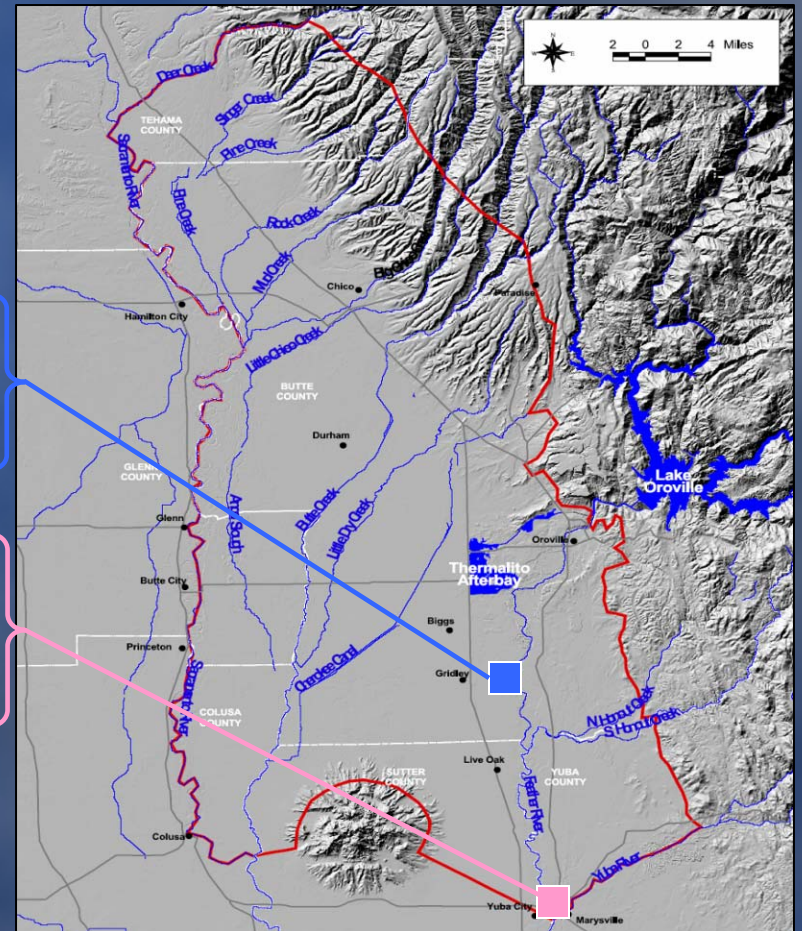 N
E
2 0 2 4 Miles
Deer Creek
TEHAMA
COUNTY
Singer Creek
Pine Creek
Sacramento River
Pine Creek
Rock Creek
Mud Creek
Chico
Paradise
Hamilton City
Little Chico Creek
BUTTE
COUNTY
Durham
GLENN
COUNTY
Lake
Oroville
Angel Slough
Butte Creek
Little Dry Creek
Glenn
Oroville
Thermalito
Afterbay
Butte City
Biggs
Princeton
Cherokee Canal
Gridley
Sacramento River
COLUSA
COUNTY
N Honcut Creek
S Honcut Creek
Live Oak
SUTTER
COUNTY
YUBA
COUNTY
Feather River
Colusa
Yuba River
Yuba City
Marysville